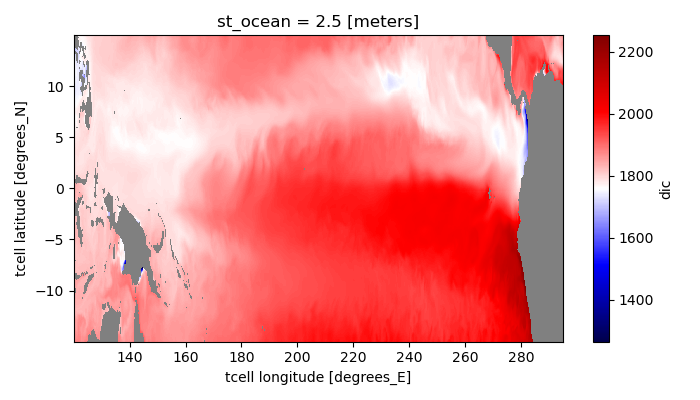 st_ocean = 2.5 [meters]
10
5
0
−5
−10
tcell latitude [degrees_N]
140 160 180 200 220 240 260 280
tcell longitude [degrees_E]
2200
2000
1800
1600
1400
dic